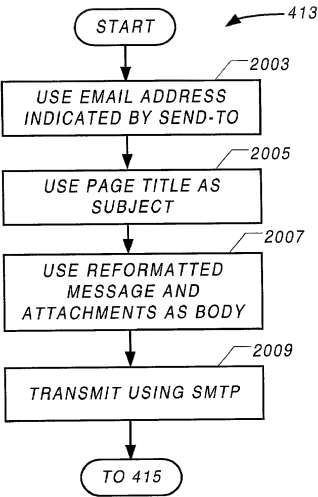 START
413
2003
USE EMAIL ADDRESS
INDICATED BY SEND-TO
2005
USE PAGE TITLE AS
SUBJECT
2007
USE REFORMATTED
MESSAGE AND
ATTACHMENTS AS BODY
2009
TRANSMIT USING SMTP
TO 415